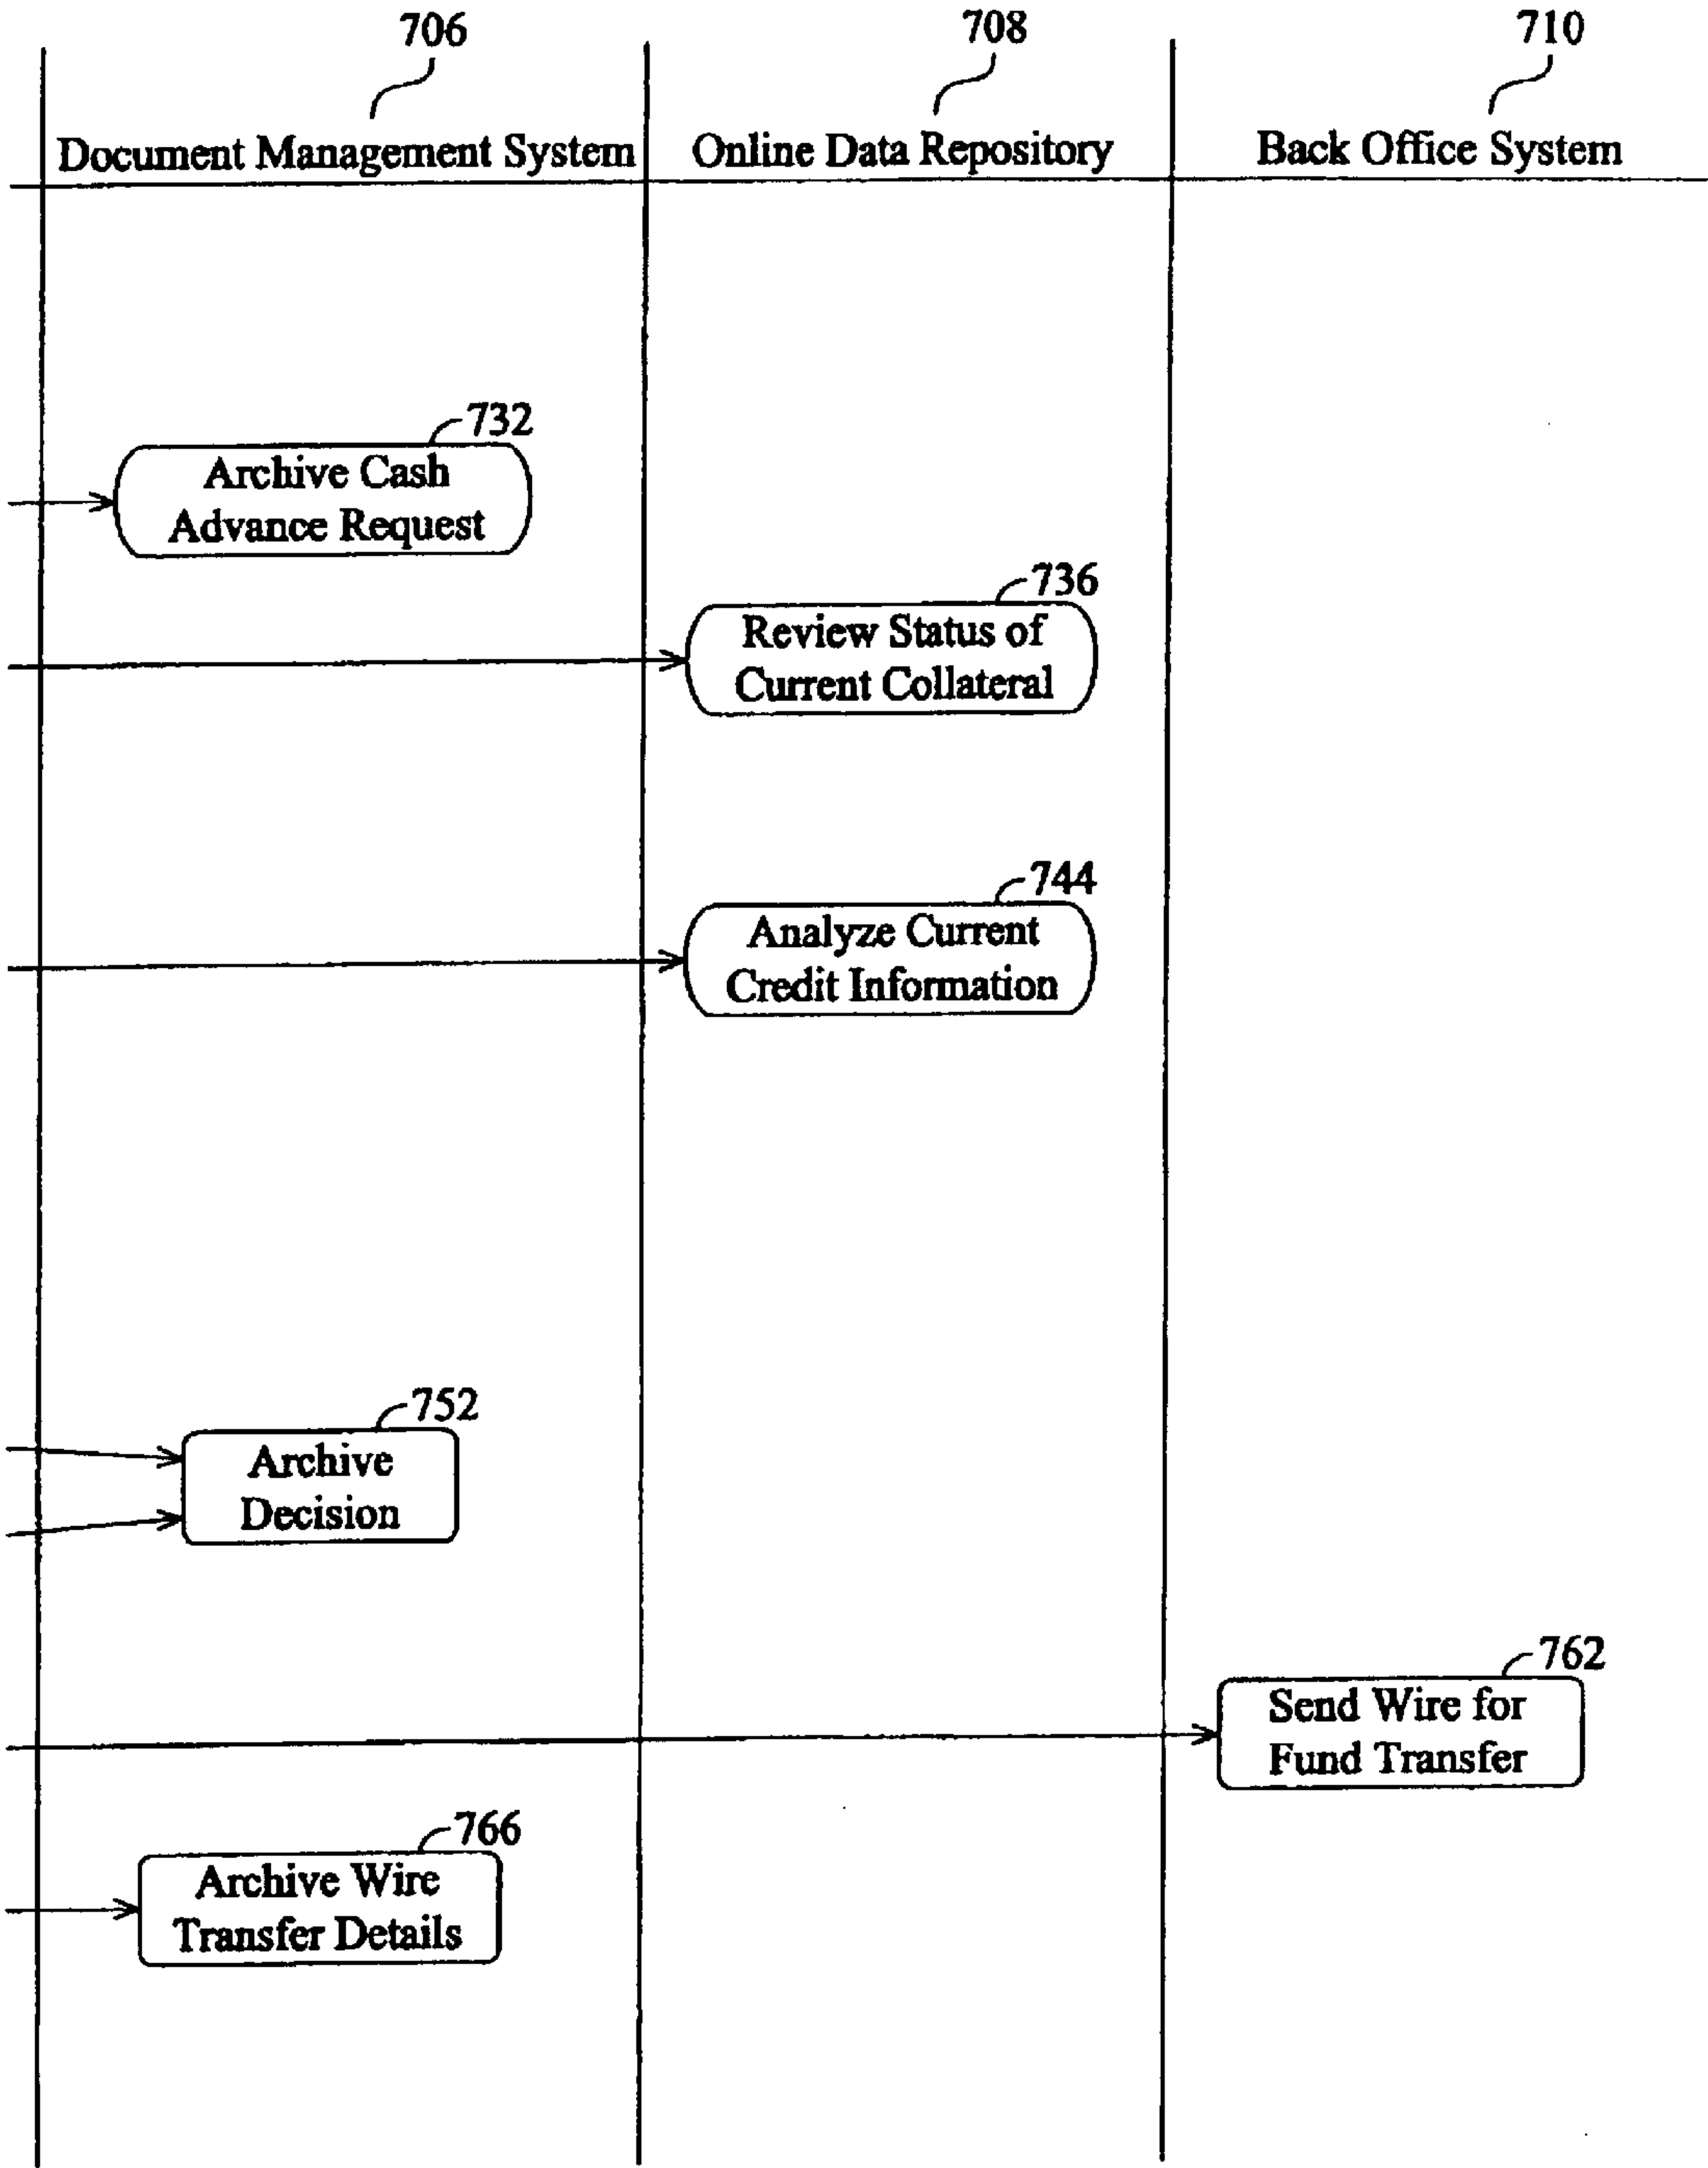 706
708
710
Document Management System
Online Data Repository
Back Office System
732
Archive Cash
Advance Request
736
Review Status of
Current Collateral
744
Analyze Current
Credit Information
752
Archive
Decision
762
Send Wire for
Fund Transfer
766
Archive Wire
Transfer Details